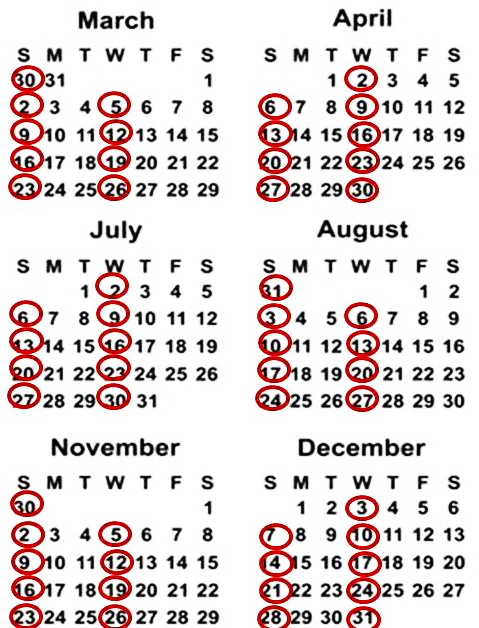 March
S M T W T F S
30 31 1
2 3 4 5 6 7 8
9 10 11 12 13 14 15
16 17 18 19 20 21 22
23 24 25 26 27 28 29
April
S M T W T F S
1 2 3 4 5
6 7 8 9 10 11 12
13 14 15 16 17 18 19
20 21 22 23 24 25 26
27 28 29 30
July
S M T W T F S
1 2 3 4 5
6 7 8 9 10 11 12
13 14 15 16 17 18 19
20 21 22 23 24 25 26
27 28 29 30 31
August
S M T W T F S
31 1 2
3 4 5 6 7 8 9
10 11 12 13 14 15 16
17 18 19 20 21 22 23
24 25 26 27 28 29 30
November
S M T W T F S
30 1
2 3 4 5 6 7 8
9 10 11 12 13 14 15
16 17 18 19 20 21 22
23 24 25 26 27 28 29
December
S M T W T F S
1 2 3 4 5 6
7 8 9 10 11 12 13
14 15 16 17 18 19 20
21 22 23 24 25 26 27
28 29 30 31